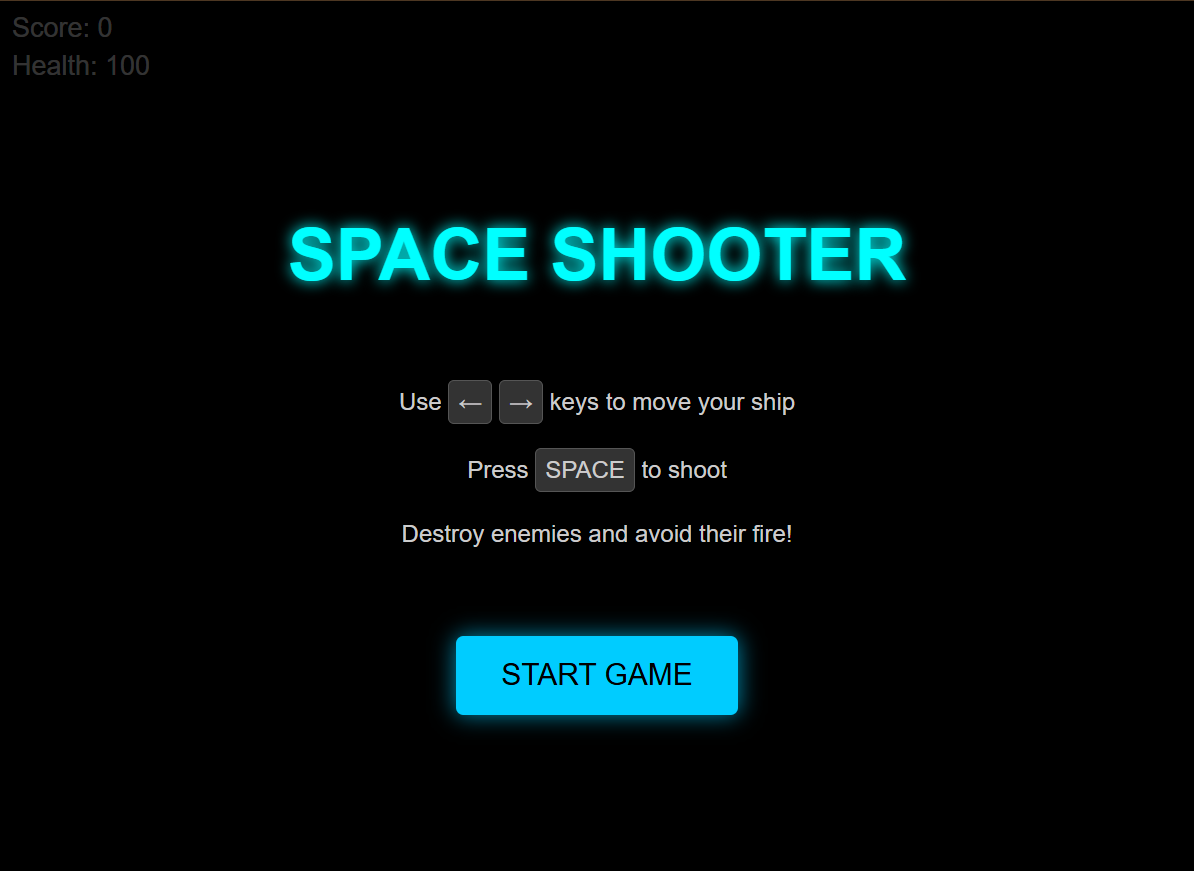 Score: 0
Health: 100
SPACE SHOOTER
Use ← → keys to move your ship
Press SPACE to shoot
Destroy enemies and avoid their fire!
START GAME